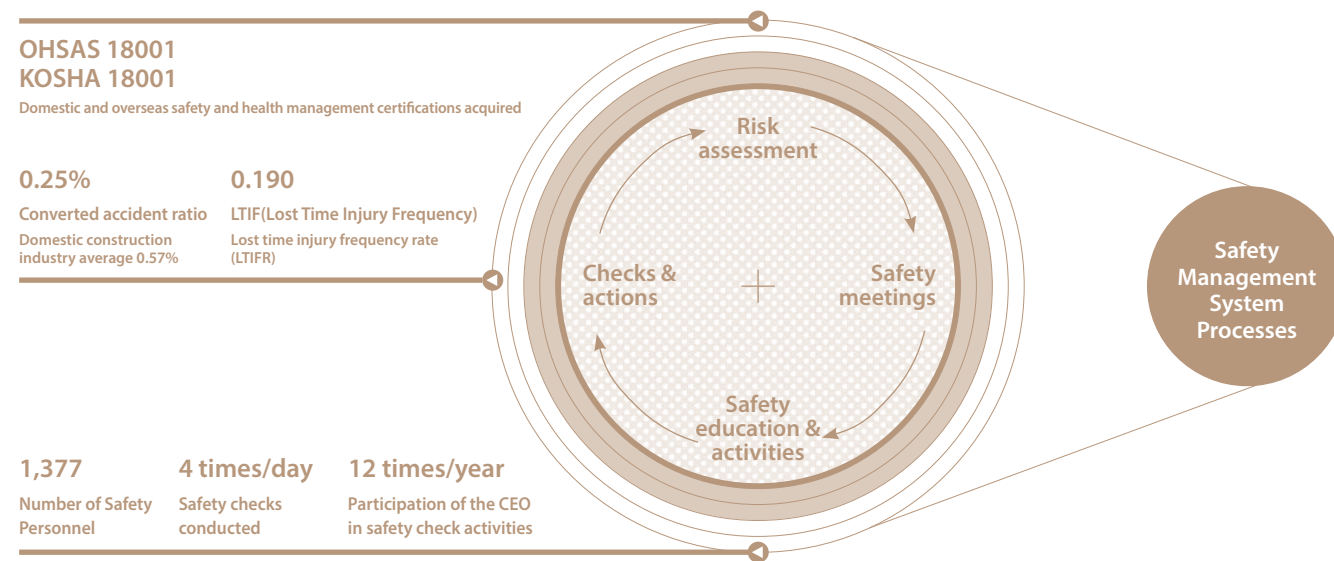 OHSAS 18001
KOSHA 18001
Domestic and overseas safety and health management certifications acquired
0.25%
Converted accident ratio
Domestic construction
industry average 0.57%
0.190
LTIF(Lost Time Injury Frequency)
Lost time injury frequency rate
(LTIFR)
1,377
Number of Safety
Personnel
4 times/day
Safety checks
conducted
12 times/year
Participation of the CEO
in safety check activities
Risk
assessment
Safety
meetings
Safety
education &
activities
Checks &
actions
Safety
Management
System
Processes